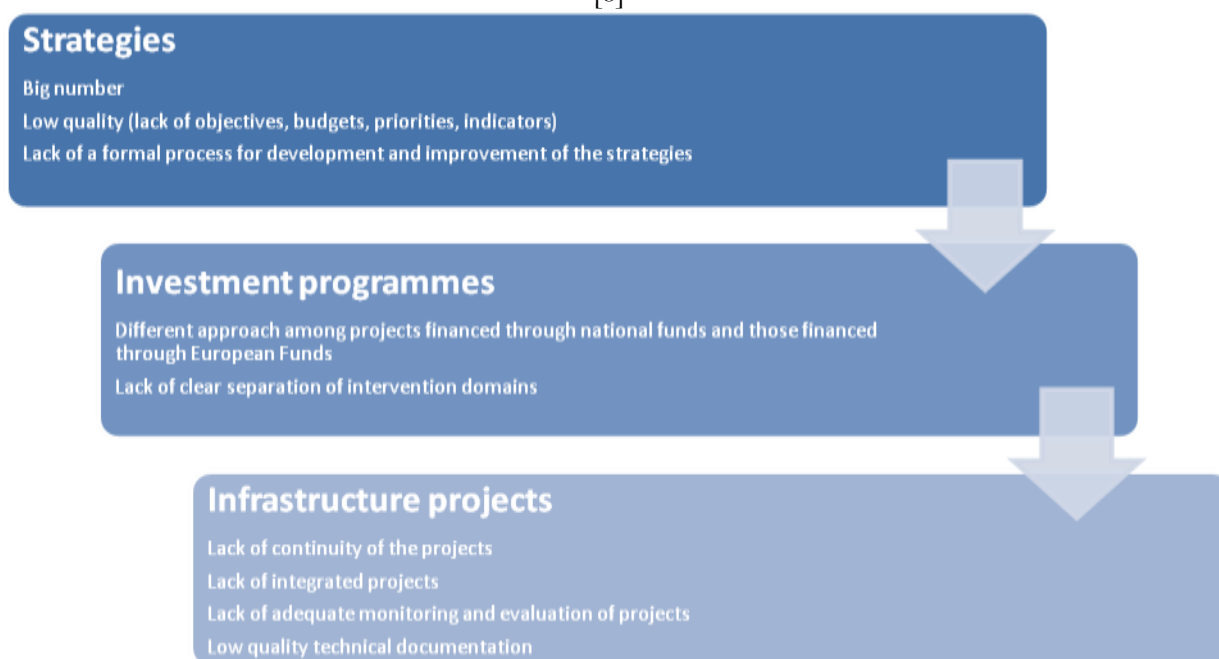 Strategies
Big number
Low quality (lack of objectives, budgets, priorities, indicators)
Lack of a formal process for development and improvement of the strategies
Investment programmes
Different approach among projects financed through national funds and those financed
through European Funds
Lack of clear separation of intervention domains
Infrastructure projects
Lack of continuity of the projects
Lack of integrated projects
Lack of adequate monitoring and evaluation of projects
Low quality technical documentation